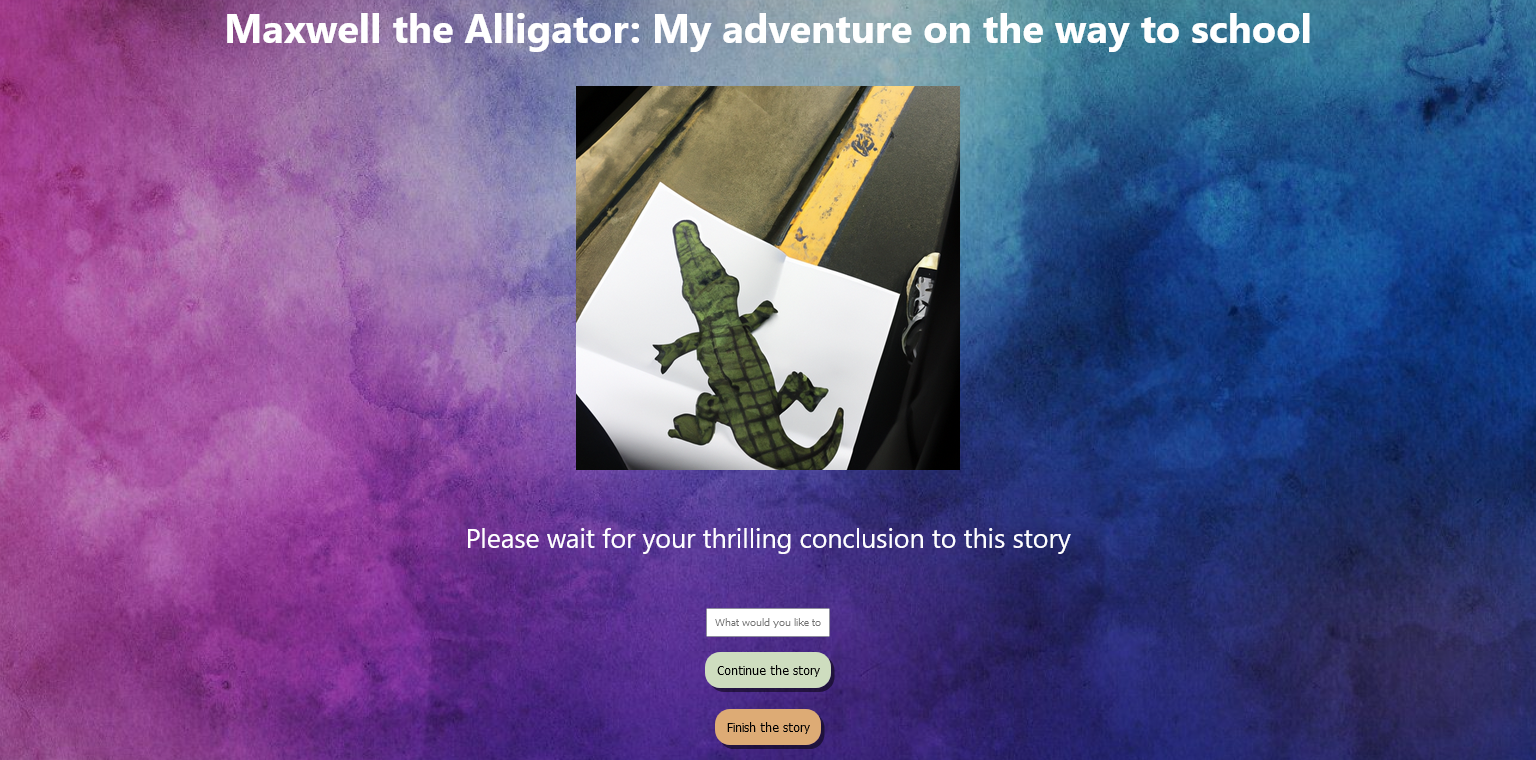 Maxwell the Alligator: My adventure on the way to school
Please wait for your thrilling conclusion to this story
What would you like to
Continue the story
Finish the story